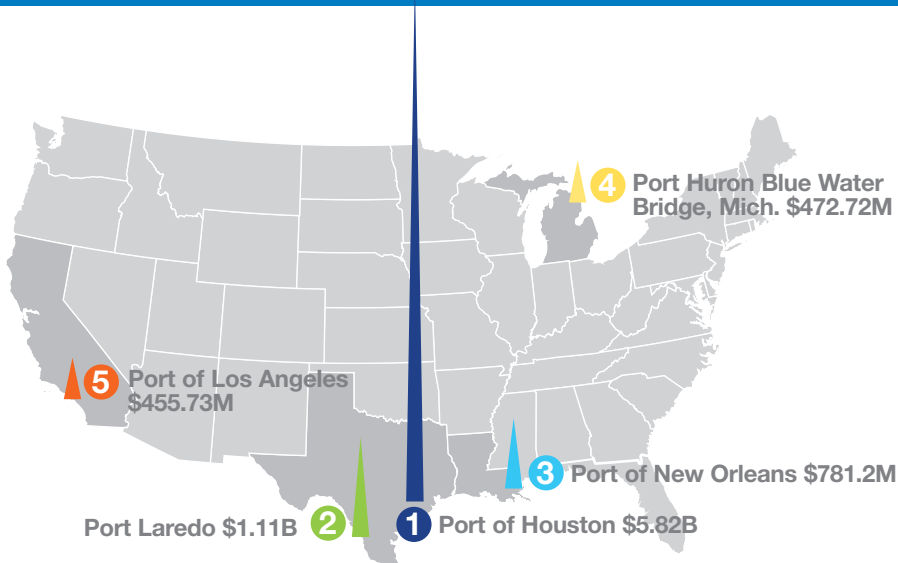 4 Port Huron Blue Water
Bridge, Mich. $472.72M
5 Port of Los Angeles
$455.73M
3 Port of New Orleans $781.2M
Port Laredo $1.11B 2
1 Port of Houston $5.82B